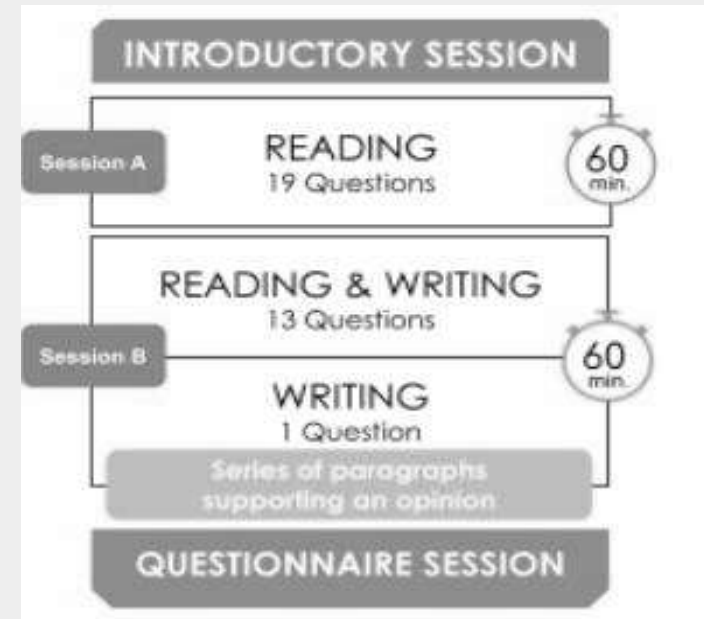 INTRODUCTORY SESSION
Session A
READING
19 Questions
60
min.
READING & WRITING
13 Questions
Session B
60
min.
WRITING
1 Question
Series of paragraphs
supporting an opinion
QUESTIONNAIRE SESSION